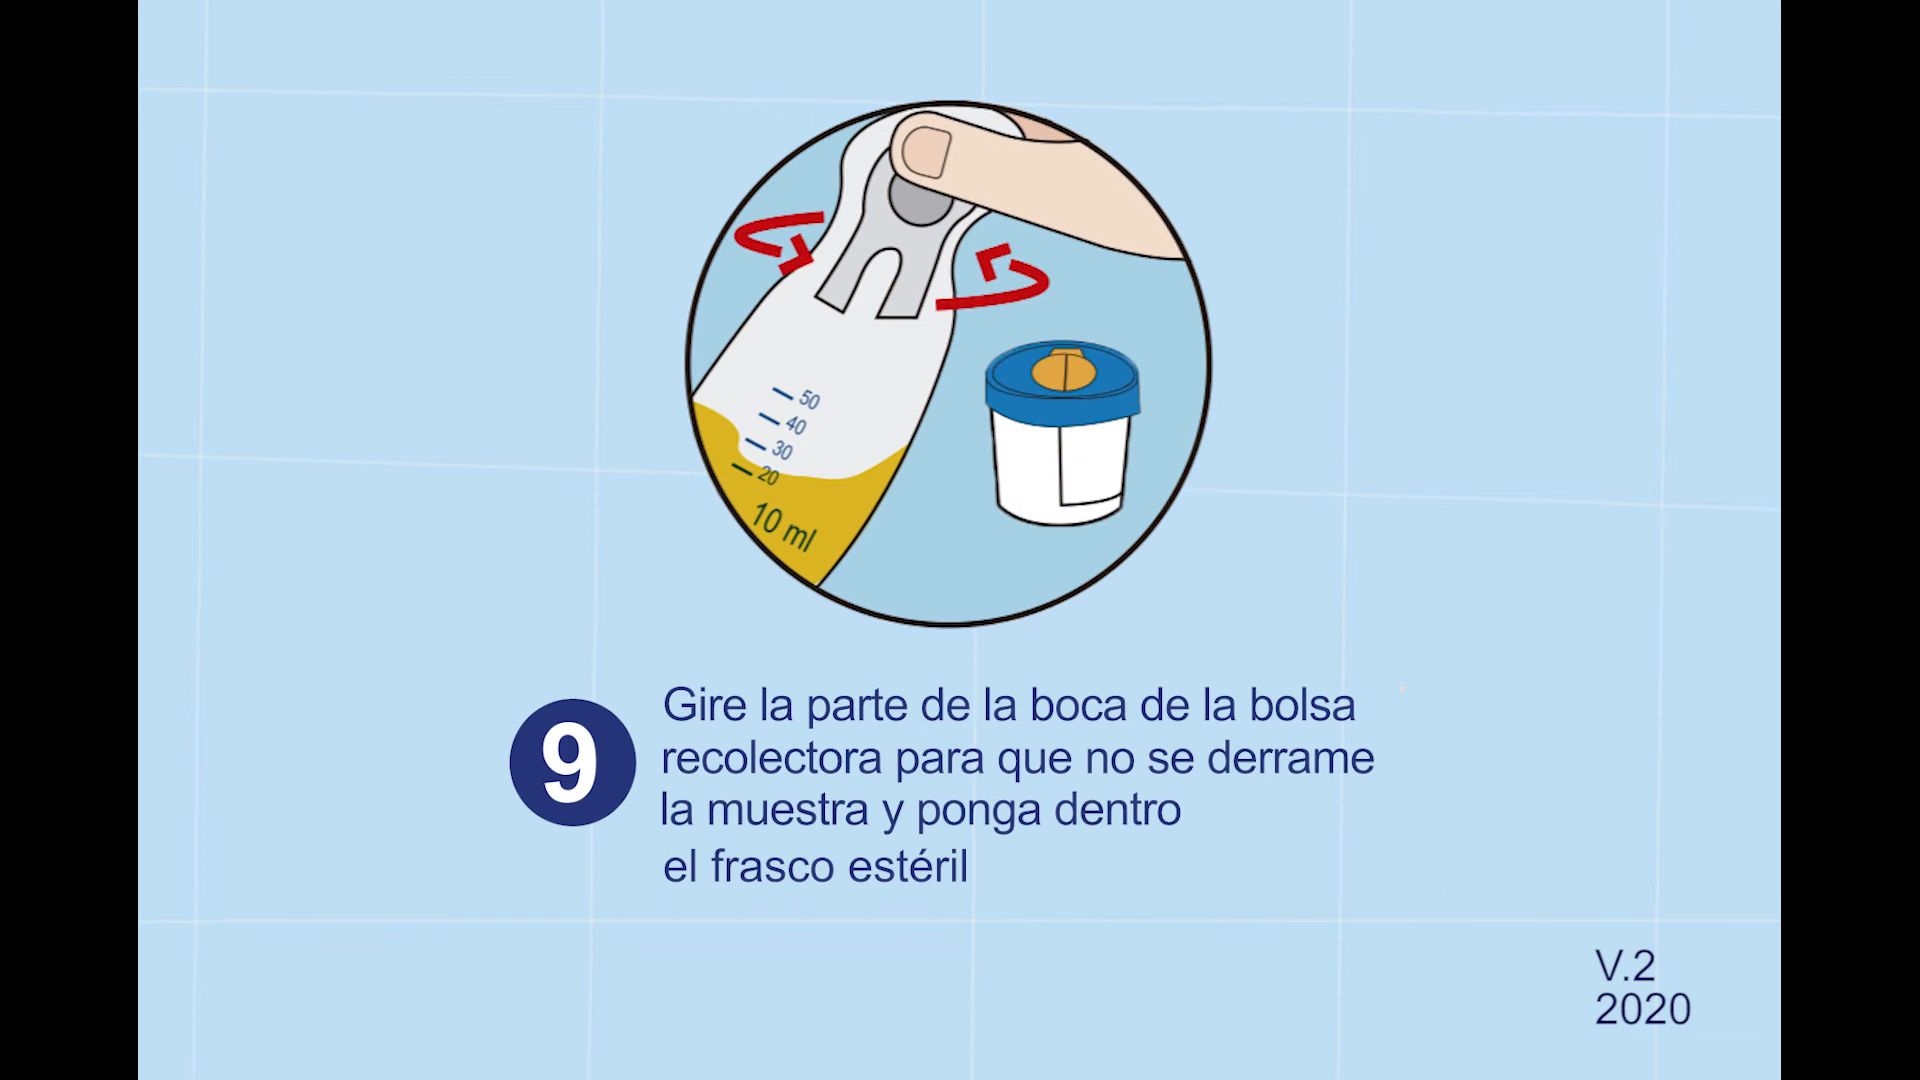 50
40
30
20
10 ml
9
Gire la parte de la boca de la bolsa
recolectora para que no se derrame
la muestra y ponga dentro
el frasco estéril
V.2
2020